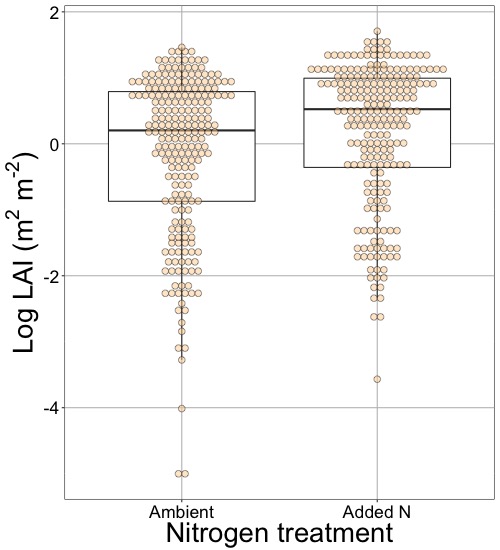 2
0
-2
-4
Log LAI (m² m⁻²)
Ambient Added N
Nitrogen treatment